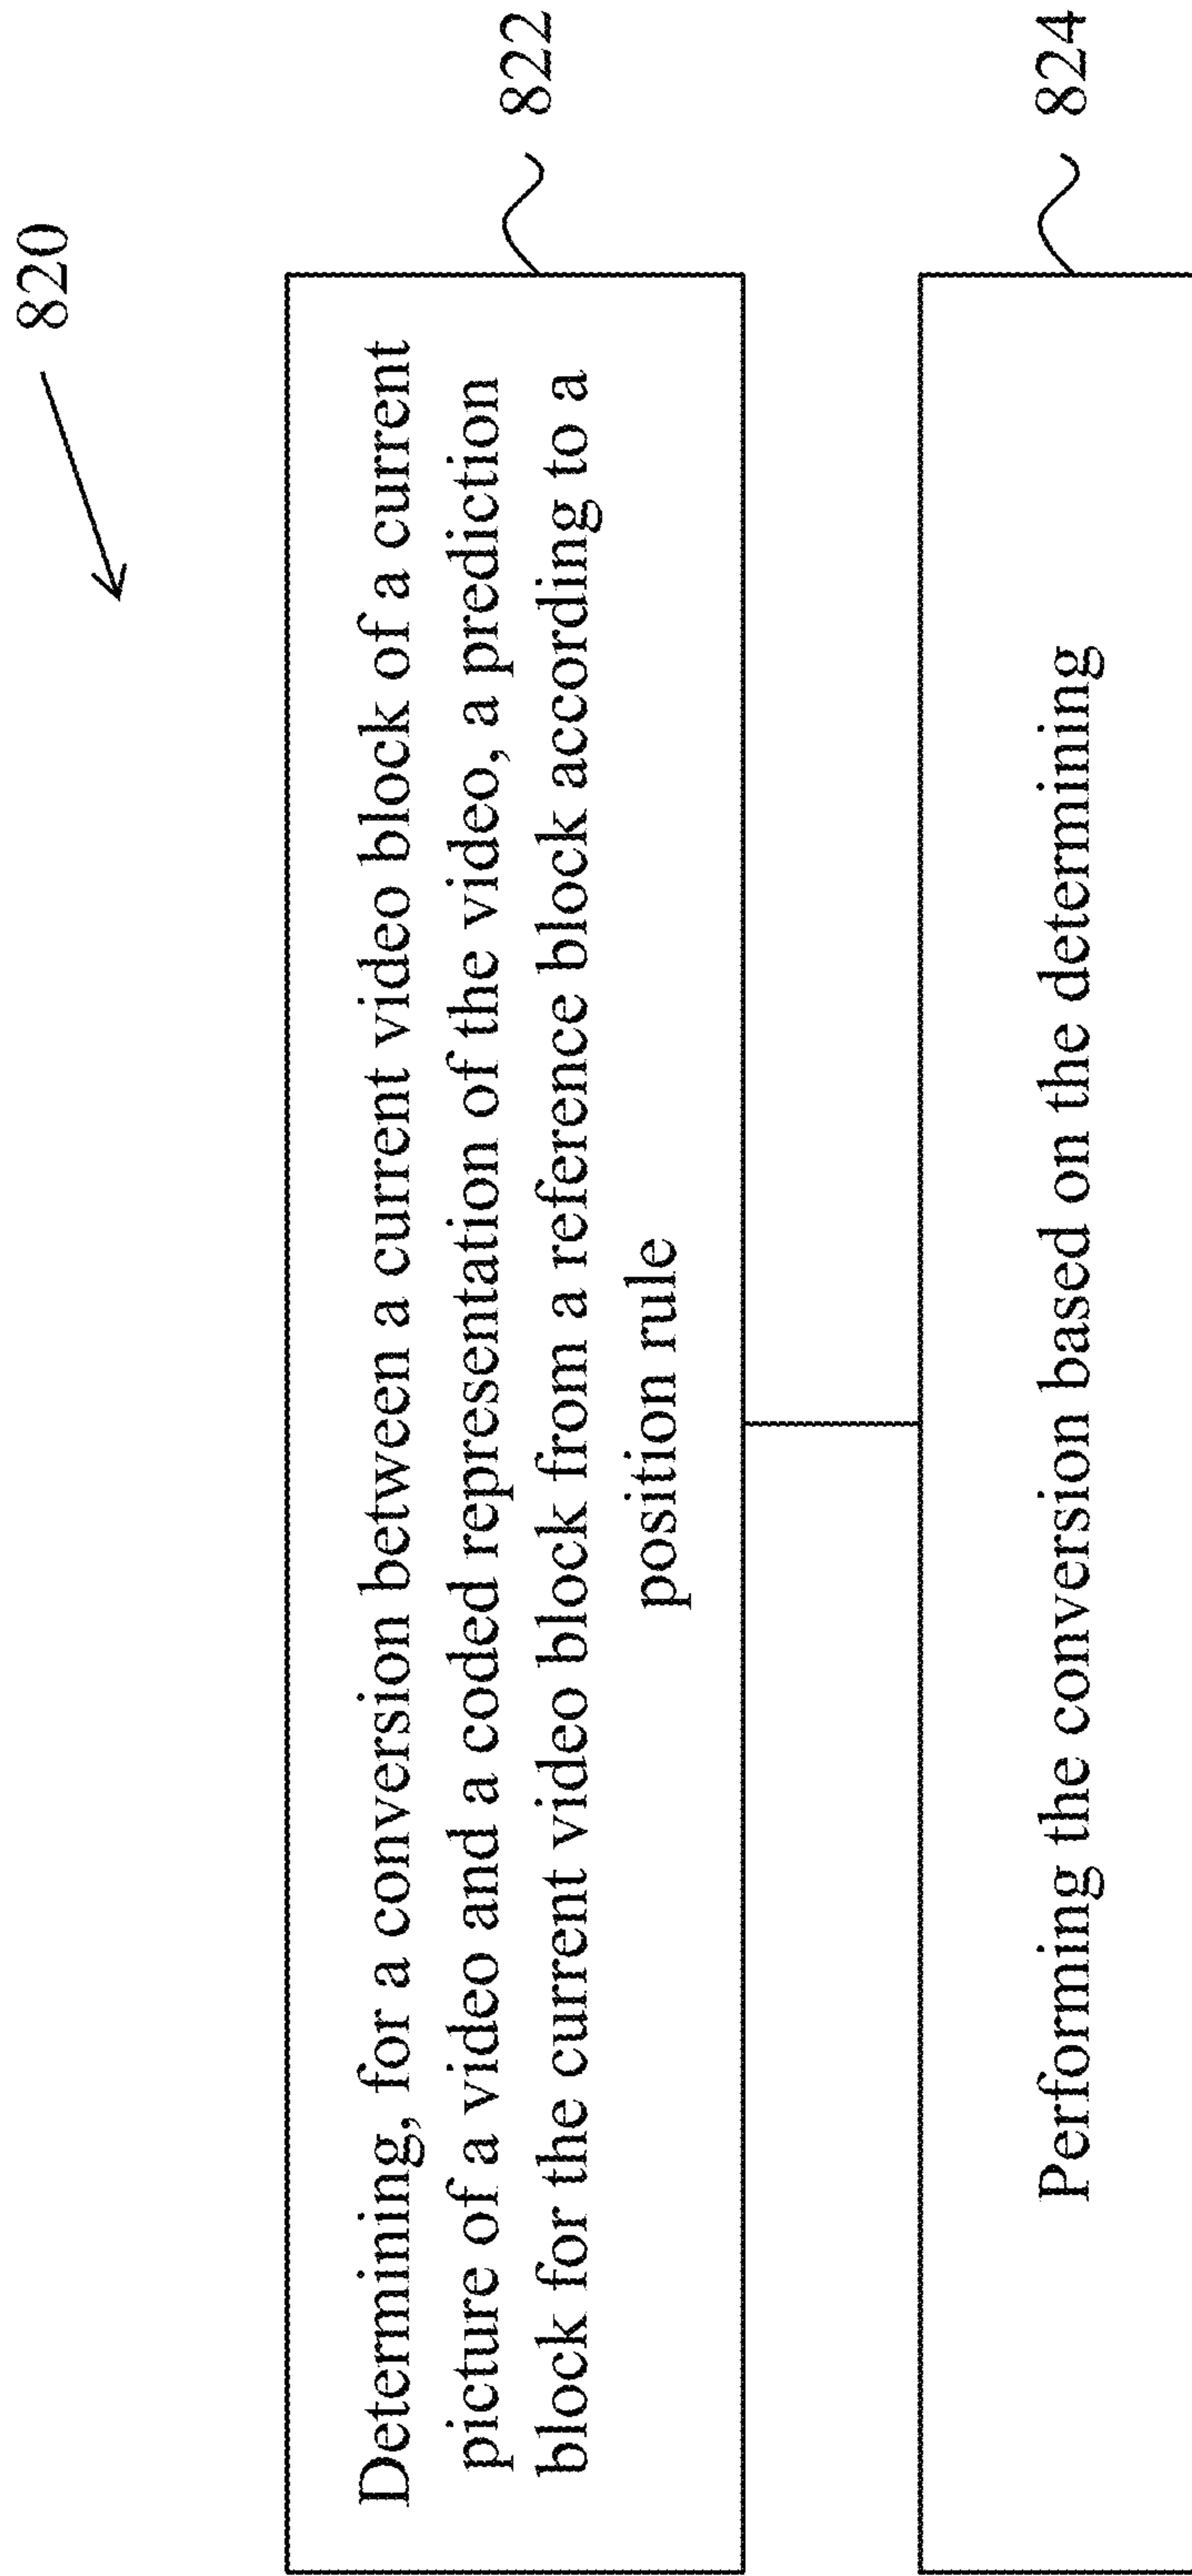 820
Determining, for a conversion between a current video block of a current
picture of a video and a coded representation of the video, a prediction
block for the current video block from a reference block according to a
position rule
822
Performing the conversion based on the determining
824